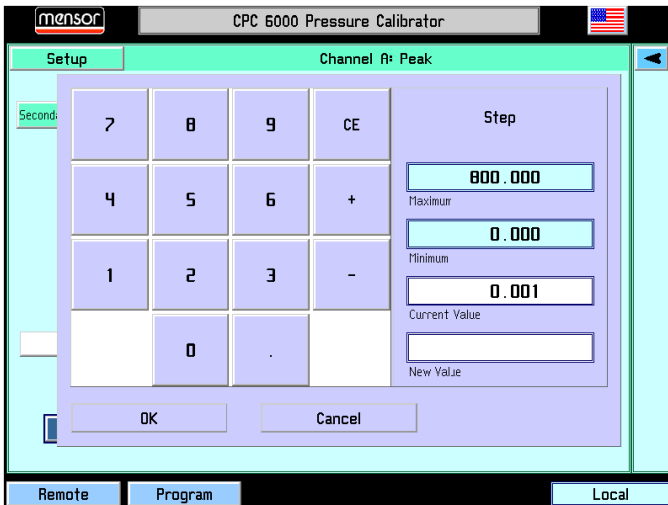 mensor
CPC 6000 Pressure Calibrator
Setup
Channel A: Peak
Seconda
7 8 9 CE
4 5 6 +
1 2 3 -
0 .
Step
800.000
Maximum
0.000
Minimum
0.001
Current Value
New Value
OK Cancel
Remote Program Local